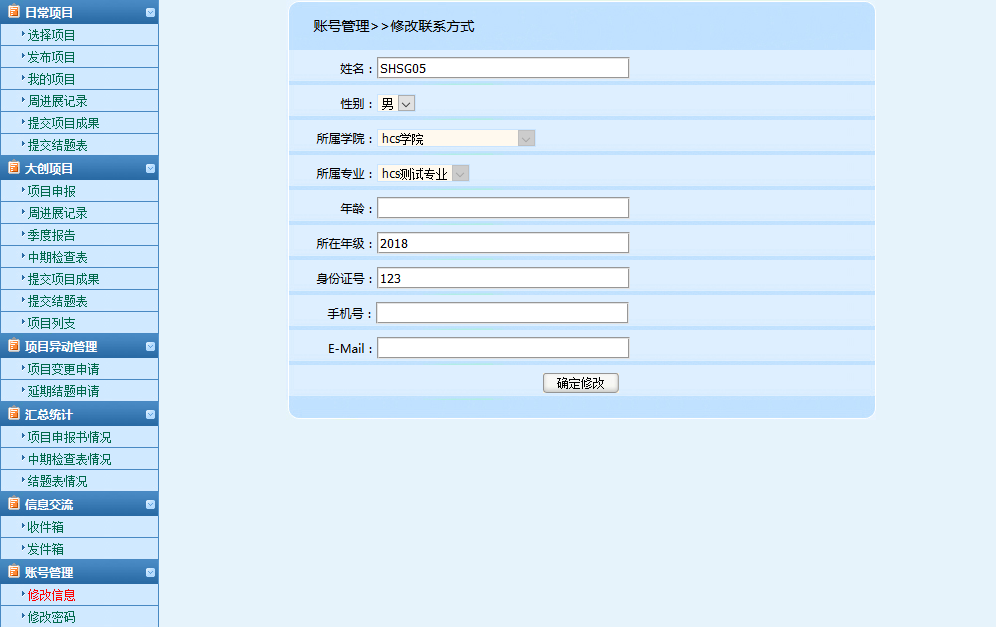 日常项目
选择项目
发布项目
我的项目
周进展记录
提交项目成果
提交结题表
大创项目
项目申报
周进展记录
季度报告
中期检查表
提交项目成果
提交结题表
项目列支
项目异动管理
项目变更申请
延期结题申请
汇总统计
项目申报书情况
中期检查表情况
结题表情况
信息交流
收件箱
发件箱
账号管理
修改信息
修改密码
账号管理>>修改联系方式
姓名： SHSG05
性别： 男
所属学院： hcs学院
所属专业： hcs测试专业
年龄：
所在年级： 2018
身份证号： 123
手机号：
E-Mail：
确定修改